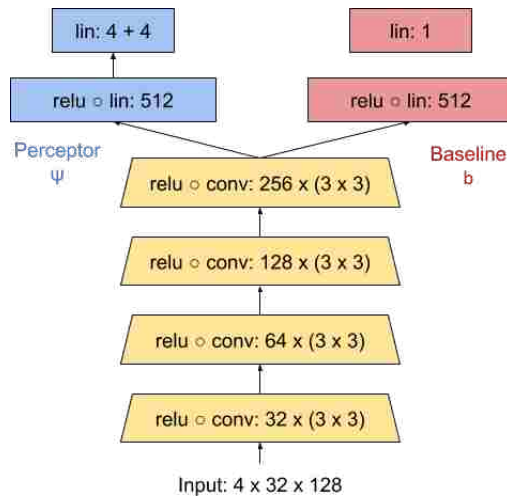 lin: 4 + 4
lin: 1
relu ○ lin: 512
relu ○ lin: 512
Perceptor
ψ
Baseline
b
relu ○ conv: 256 x (3 x 3)
relu ○ conv: 128 x (3 x 3)
relu ○ conv: 64 x (3 x 3)
relu ○ conv: 32 x (3 x 3)
Input: 4 x 32 x 128